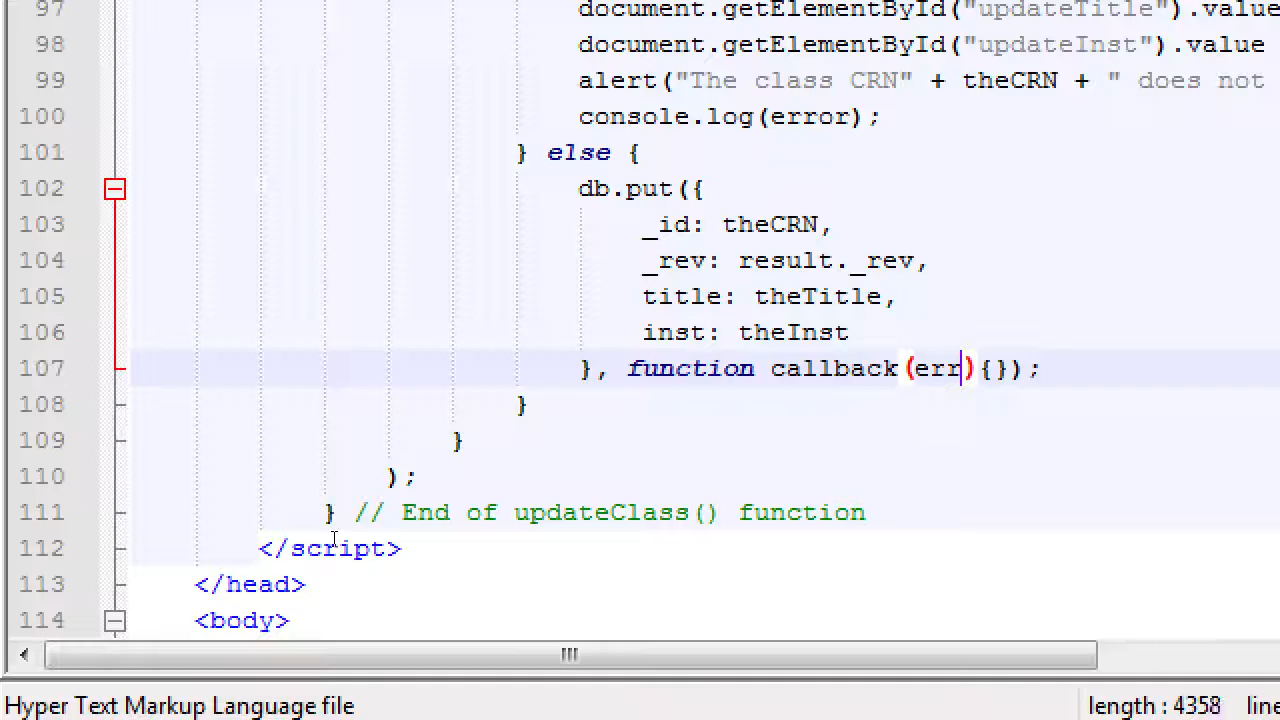 97 document.getElementById("updateTitle").value
98 document.getElementById("updateInst").value
99 alert("The class CRN" + theCRN + " does not
100 console.log(error);
101 } else {
102 db.put({
103 _id: theCRN,
104 _rev: result._rev,
105 title: theTitle,
106 inst: theInst
107 }, function callback(err){});
108 }
109 }
110 );
111 } // End of updateClass() function
112 </script>
113 </head>
114 <body>
Hyper Text Markup Language file length : 4358 line